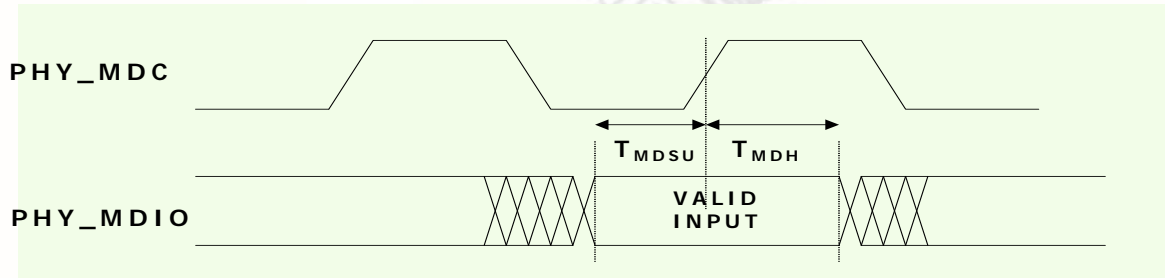 PHY_MDC
TMDSU TMDH
PHY_MDIO
VALID
INPUT